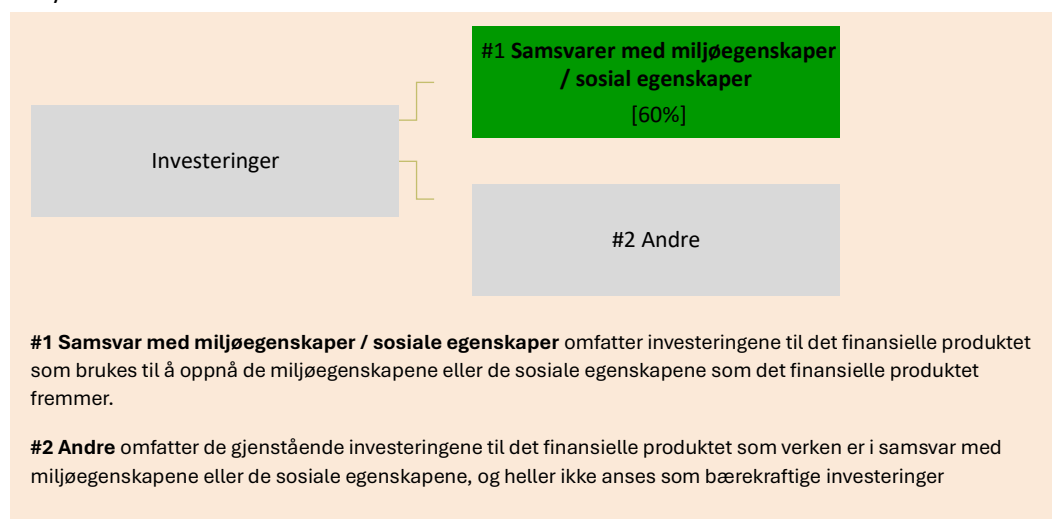 #1 Samsvarer med miljøegenskaper
/ sosial egenskaper
[60%]
Investeringer
#2 Andre
#1 Samsvar med miljøegenskaper / sosiale egenskaper omfatter investeringene til det finansielle produktet
som brukes til å oppnå de miljøegenskapene eller de sosiale egenskapene som det finansielle produktet
fremmer.
#2 Andre omfatter de gjenstående investeringene til det finansielle produktet som verken er i samsvar med
miljøegenskapene eller de sosiale egenskapene, og heller ikke anses som bærekraftige investeringer